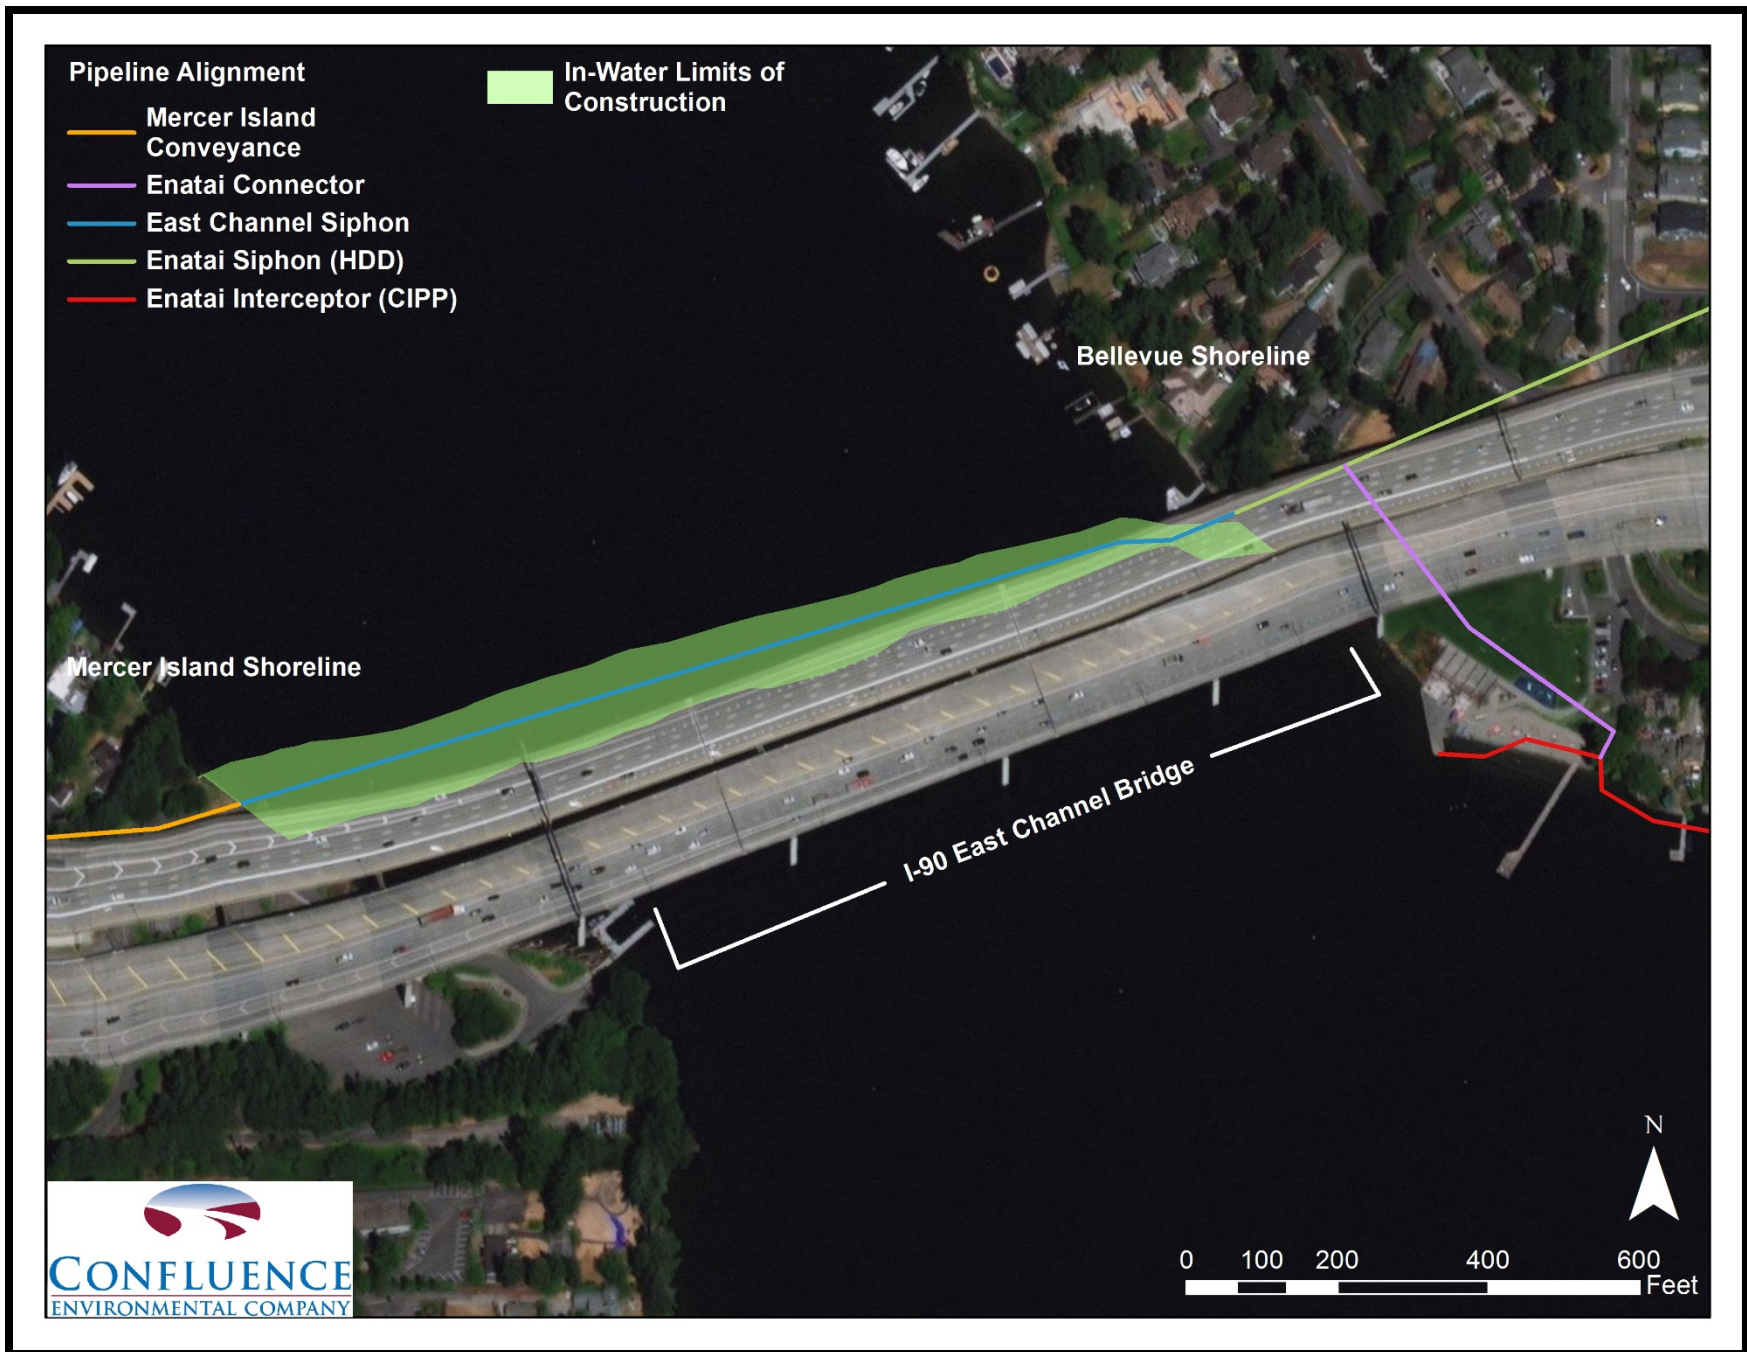 Pipeline Alignment
Mercer Island
Conveyance
Enatai Connector
East Channel Siphon
Enatai Siphon (HDD)
Enatai Interceptor (CIPP)
In-Water Limits of
Construction
Bellevue Shoreline
Mercer Island Shoreline
I-90 East Channel Bridge
N
0 100 200 400 600
Feet
CONFLUENCE
ENVIRONMENTAL COMPANY